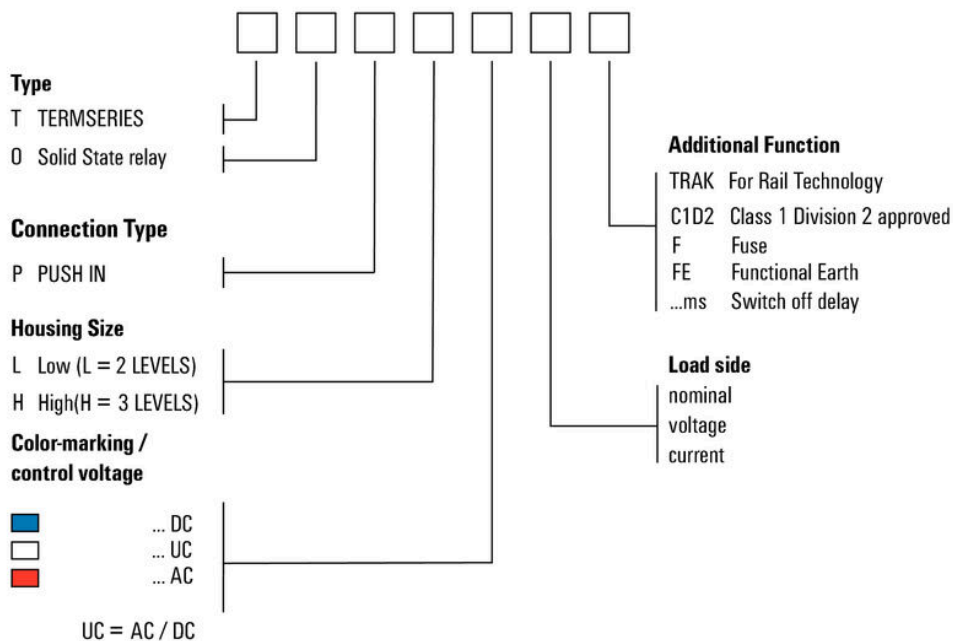 Type
T TERMSERIES
O Solid State relay
Connection Type
P PUSH IN
Housing Size
L Low (L = 2 LEVELS)
H High(H = 3 LEVELS)
Color-marking /
control voltage
... DC
... UC
... AC
UC = AC / DC
Additional Function
TRAK For Rail Technology
C1D2 Class 1 Division 2 approved
F Fuse
FE Functional Earth
...ms Switch off delay
Load side
nominal
voltage
current